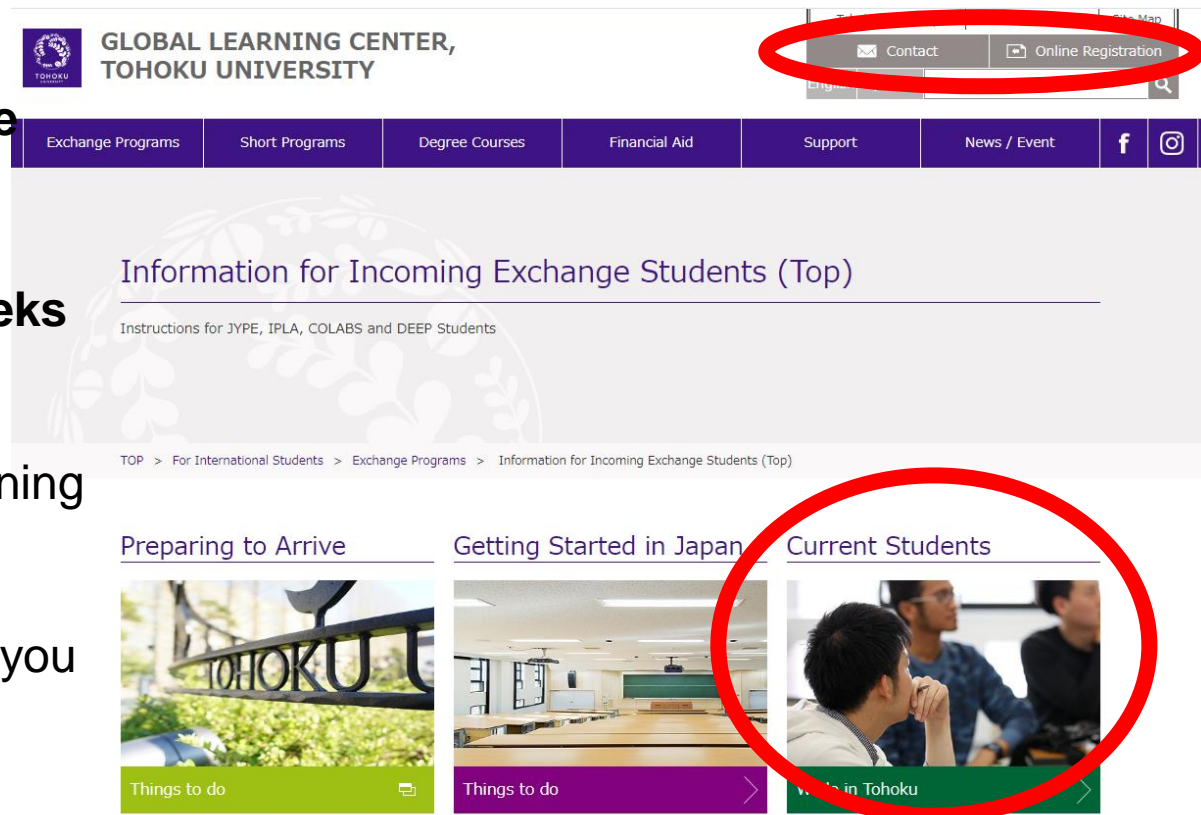 Site Map
GLOBAL LEARNING CENTER,
TOHOKU UNIVERSITY
TOHOKU
Contact
Online Registration
English
Exchange Programs
Short Programs
Degree Courses
Financial Aid
Support
News / Event
f
Information for Incoming Exchange Students (Top)
Instructions for JYPE, IPLA, COLABS and DEEP Students
TOP > For International Students > Exchange Programs > Information for Incoming Exchange Students (Top)
you
Preparing to Arrive
Getting Started in Japan
Current Students
TOHOKU U
Things to do
Things to do
in Tohoku